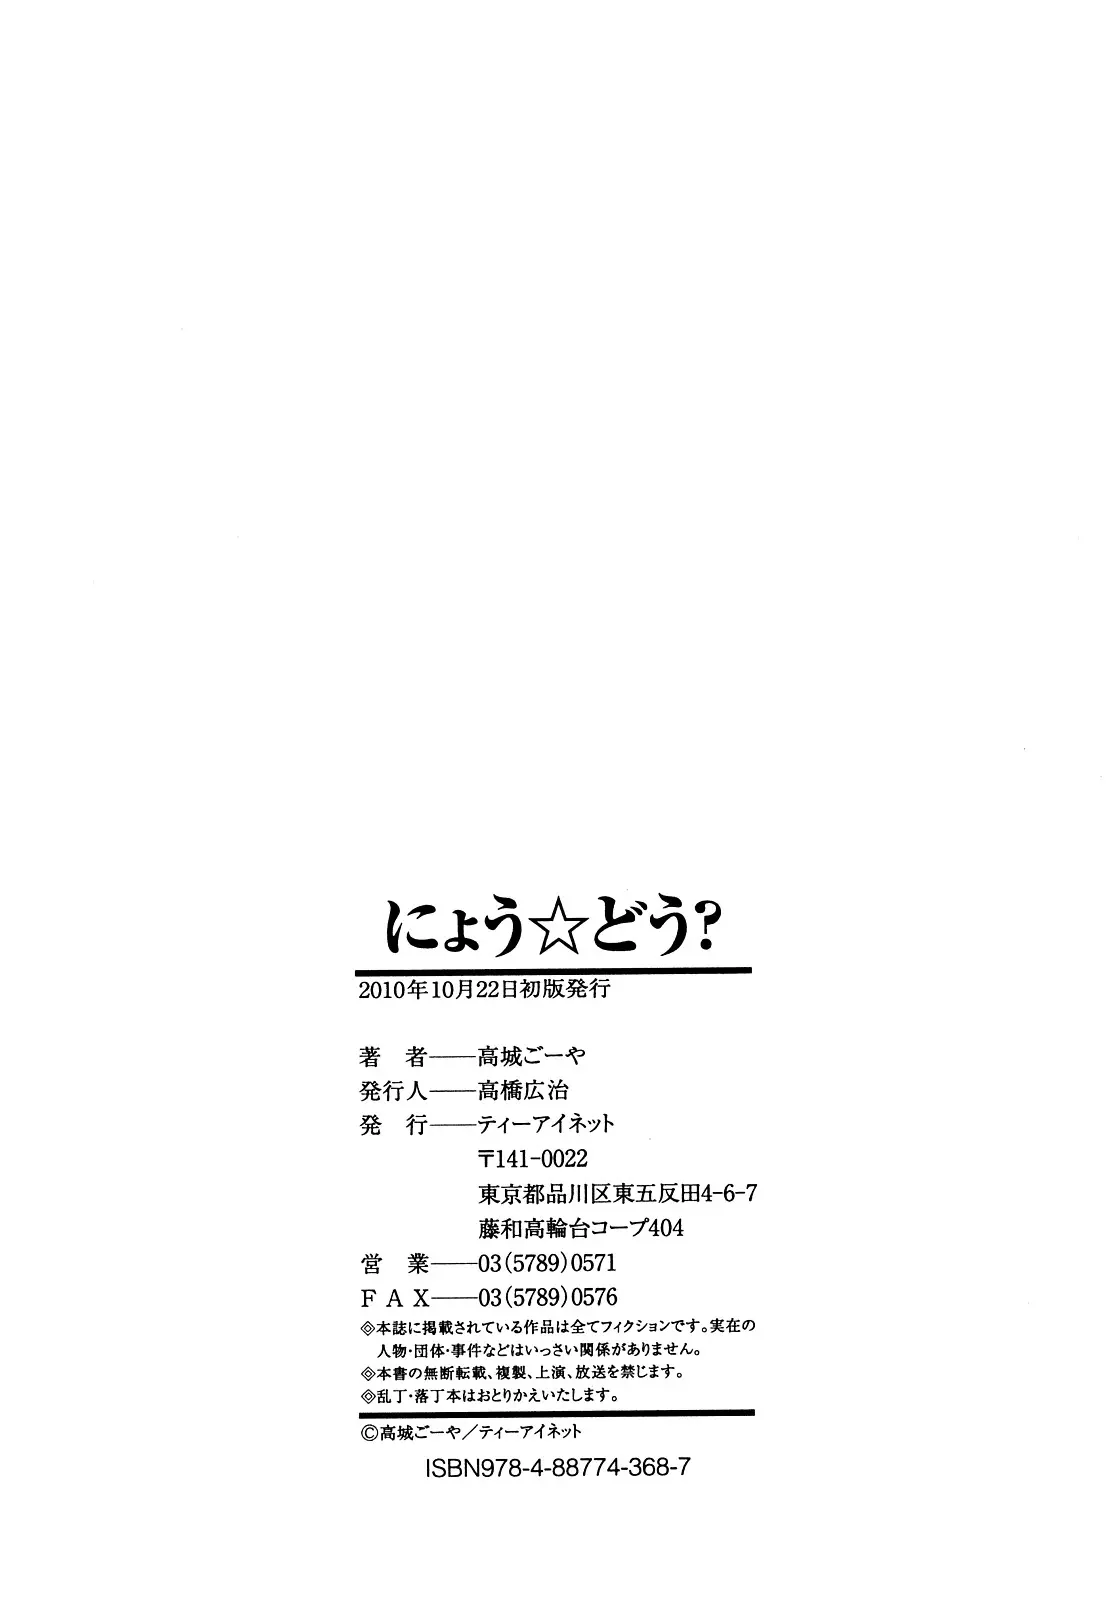 にょう☆どう?
2010年10月22日初版発行
著　者――高城ごーや
発行人――高橋広治
発　行――ティーアイネット
〒141-0022
東京都品川区東五反田4-6-7
藤和高輪台コープ404
営　業――03(5789)0571
FAX――03(5789)0576
◎本誌に掲載されている作品は全てフィクションです。実在の
人物・団体・事件などはいっさい関係がありません。
◎本書の無断転載、複製、上演、放送を禁じます。
◎乱丁・落丁本はおとりかえいたします。
©高城ごーや/ティーアイネット
ISBN978-4-88774-368-7